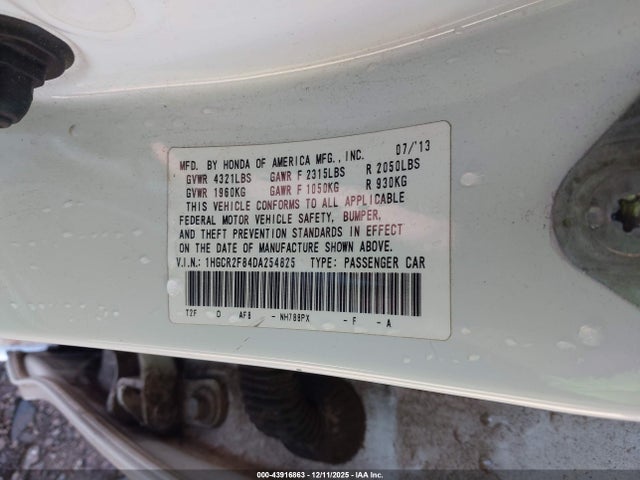 MFD. BY HONDA OF AMERICA MFG., INC. 07/'13
GVWR 4321LBS GAWR F 2315LBS R 2050LBS
GVWR 1960KG GAWR F 1050KG R 930KG
THIS VEHICLE CONFORMS TO ALL APPLICABLE
FEDERAL MOTOR VEHICLE SAFETY, BUMPER,
AND THEFT PREVENTION STANDARDS IN EFFECT
ON THE DATE OF MANUFACTURE SHOWN ABOVE.
V.I.N.: 1HGCR2F84DA254825 TYPE: PASSENGER CAR
T2F O AF8 - NH788PX - F - A
000-43916863 12/11/2025 IAA Inc.